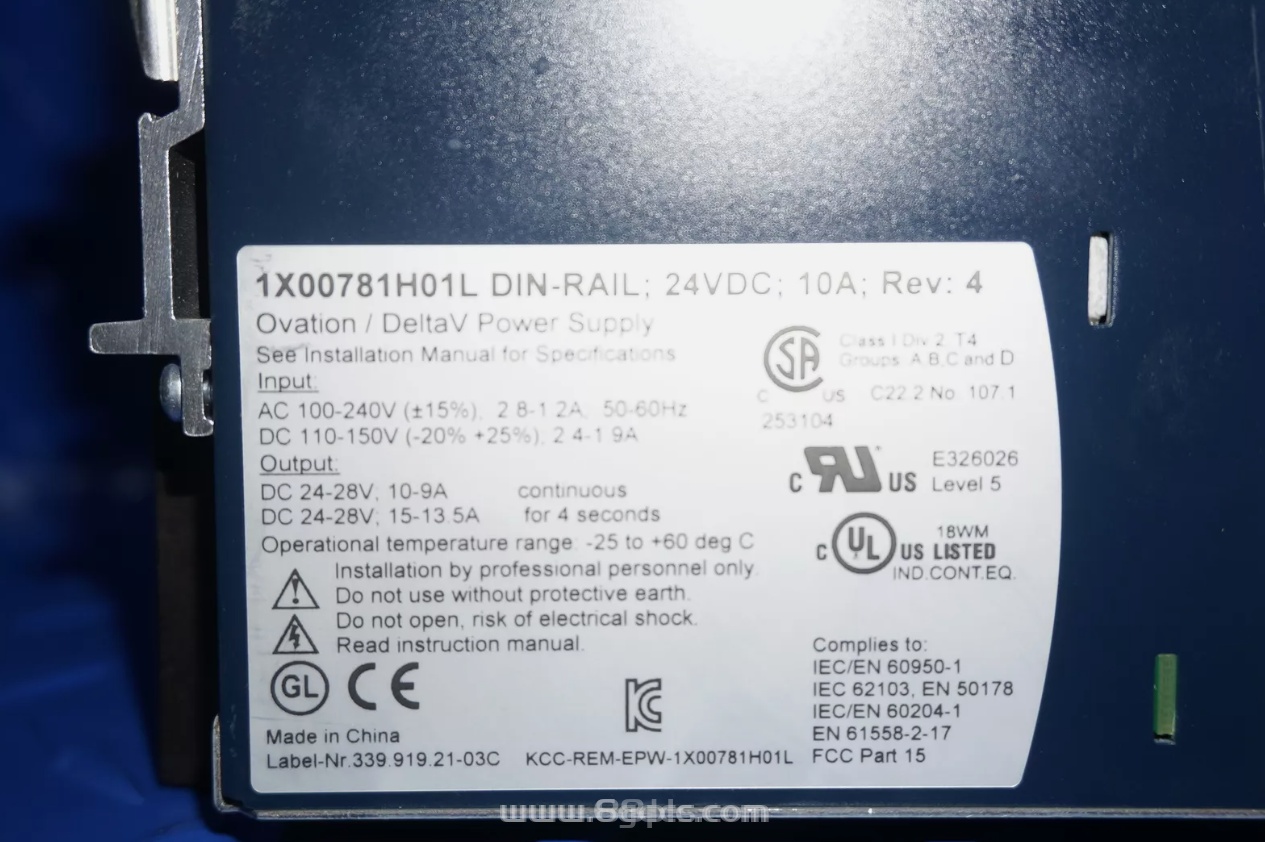 1X00781H01L DIN-RAIL; 24VDC; 10A; Rev: 4
Ovation / DeltaV Power Supply
See Installation Manual for Specifications
Input:
AC 100-240V (±15%), 2.8-1.2A, 50-60Hz
DC 110-150V (-20% +25%), 2.4-1.9A
Output:
DC 24-28V, 10-9A continuous
DC 24-28V, 15-13.5A for 4 seconds
Operational temperature range: -25 to +60 deg C
Installation by professional personnel only.
Do not use without protective earth.
Do not open, risk of electrical shock.
Read instruction manual.
GL CE
KC
Made in China
Label-Nr.339.919.21-03C KCC-REM-EPW-1X00781H01L
SA
C US
253104
Class I Div 2, T4
Groups A,B,C and D
C22.2 No. 107.1
C RU US
E326026
Level 5
C UL US LISTED
18WM
IND.CONT.EQ.
Complies to:
IEC/EN 60950-1
IEC 62103, EN 50178
IEC/EN 60204-1
EN 61558-2-17
FCC Part 15